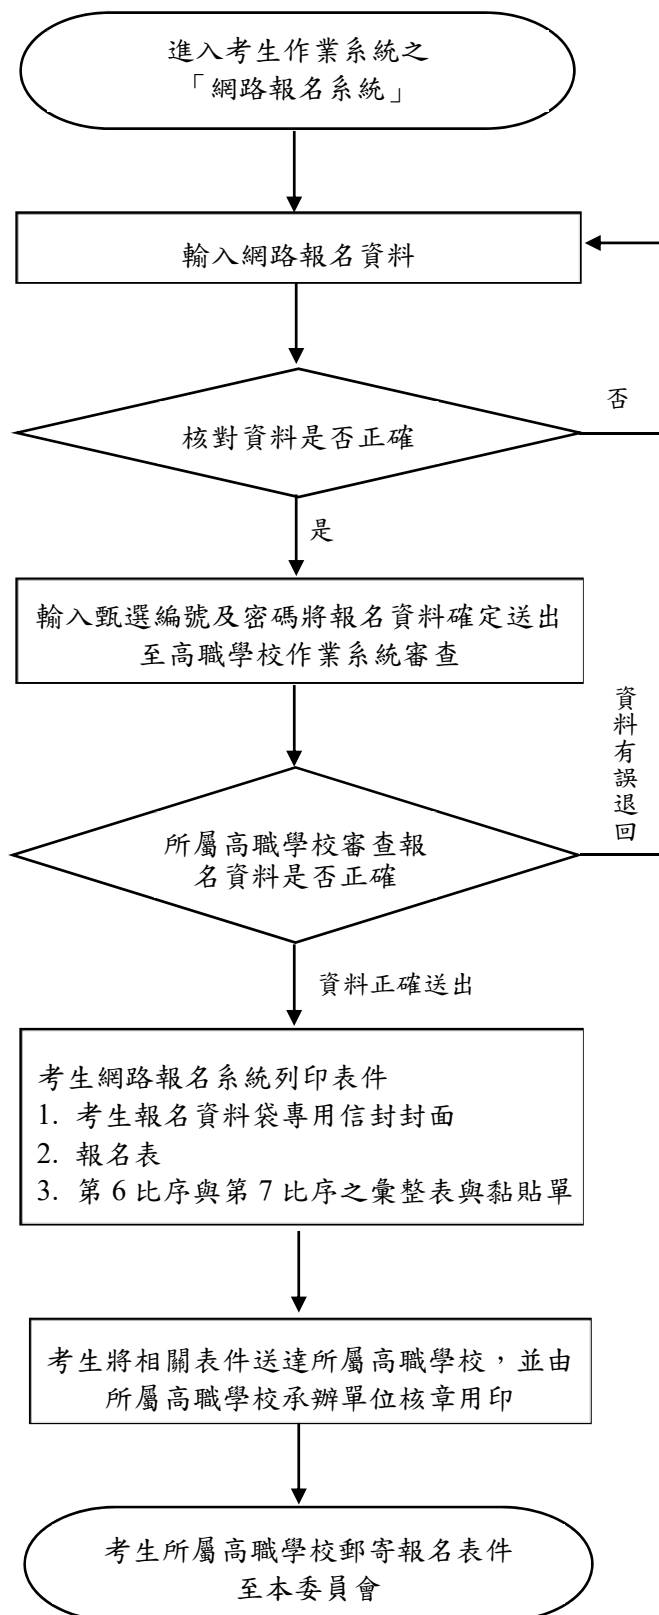 進入考生作業系統之
「網路報名系統」
輸入網路報名資料
核對資料是否正確
否
是
輸入甄選編號及密碼將報名資料確定送出
至高職學校作業系統審查
資料有誤退回
所屬高職學校審查報
名資料是否正確
資料正確送出
考生網路報名系統列印表件
1. 考生報名資料袋專用信封封面
2. 報名表
3. 第 6 比序與第 7 比序之彙整表與黏貼單
考生將相關表件送達所屬高職學校，並由
所屬高職學校承辦單位核章用印
考生所屬高職學校郵寄報名表件
至本委員會